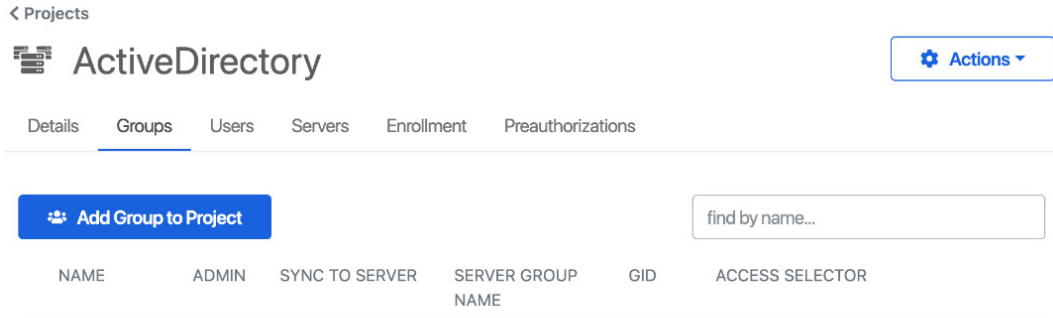 Projects
ActiveDirectory
Actions
Details Groups Users Servers Enrollment Preauthorizations
Add Group to Project find by name...
NAME ADMIN SYNC TO SERVER SERVER GROUP GID ACCESS SELECTOR
NAME